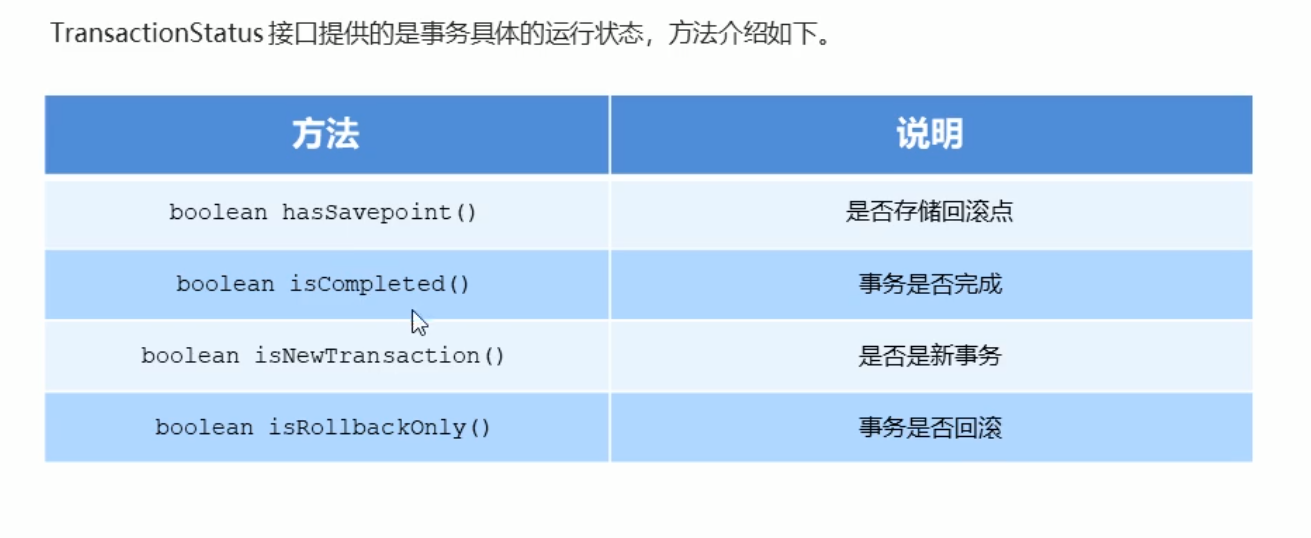 TransactionStatus 接口提供的是事务具体的运行状态，方法介绍如下。
方法 说明
boolean hasSavepoint() 是否存储回滚点
boolean isCompleted() 事务是否完成
boolean isNewTransaction() 是否是新事务
boolean isRollbackOnly() 事务是否回滚